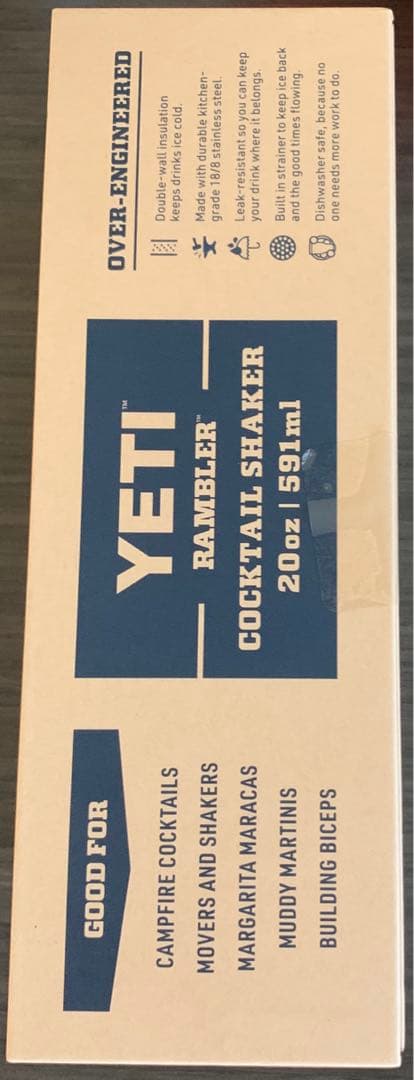 GOOD FOR
CAMPFIRE COCKTAILS
MOVERS AND SHAKERS
MARGARITA MARACAS
MUDDY MARTINIS
BUILDING BICEPS
YETI™
RAMBLER™
COCKTAIL SHAKER
20oz | 591ml
OVER-ENGINEERED
Double-wall insulation
keeps drinks ice cold.
Made with durable kitchen-
grade 18/8 stainless steel.
Leak-resistant so you can keep
your drink where it belongs.
Built in strainer to keep ice back
and the good times flowing.
Dishwasher safe, because no
one needs more work to do.